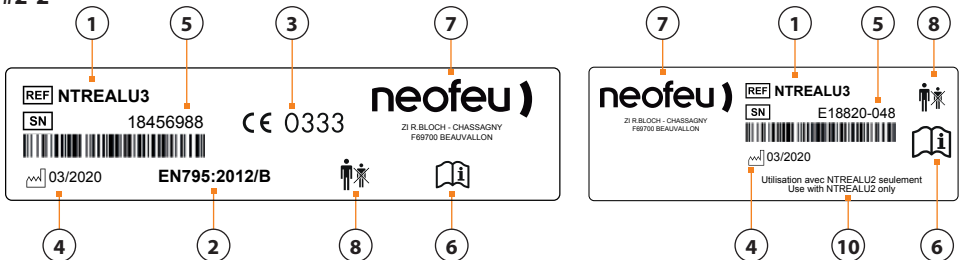 #2-2
1 5 3 7
REF NTREALU3
SN 18456988
CE 0333
neofeu
ZI R.BLOCH - CHASSAGNY
F69700 BEAUVALLON
03/2020 EN795:2012/B
i
4 2 8 6
7 1 5 8
neofeu
ZI R.BLOCH - CHASSAGNY
F69700 BEAUVALLON
REF NTREALU3
SN E18820-048
i
03/2020
Utilisation avec NTREALU2 seulement
Use with NTREALU2 only
4 10 6